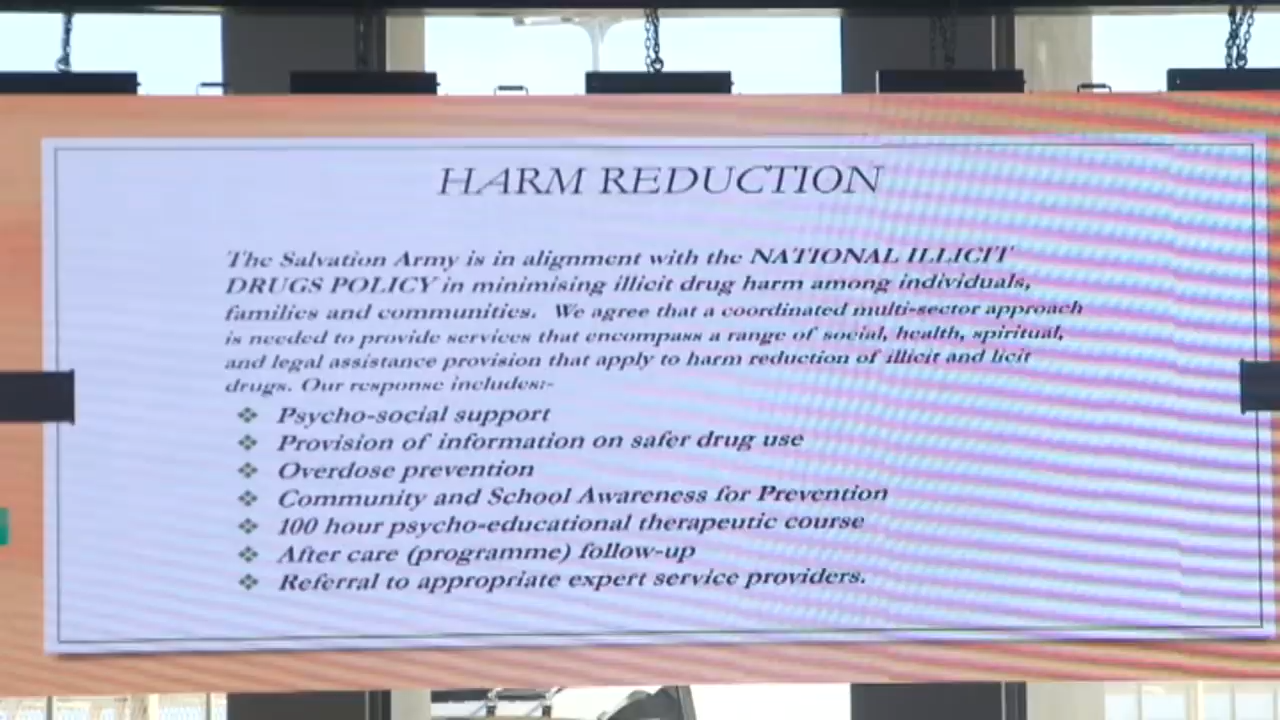 HARM REDUCTION
The Salvation Army is in alignment with the NATIONAL ILLICIT
DRUGS POLICY in minimising illicit drug harm among individuals,
families and communities. We agree that a coordinated multi-sector approach
is needed to provide services that encompass a range of social, health, spiritual,
and legal assistance provision that apply to harm reduction of illicit and licit
drugs. Our response includes:-
❖ Psycho-social support
❖ Provision of information on safer drug use
❖ Overdose prevention
❖ Community and School Awareness for Prevention
❖ 100 hour psycho-educational therapeutic course
❖ After care (programme) follow-up
❖ Referral to appropriate expert service providers.